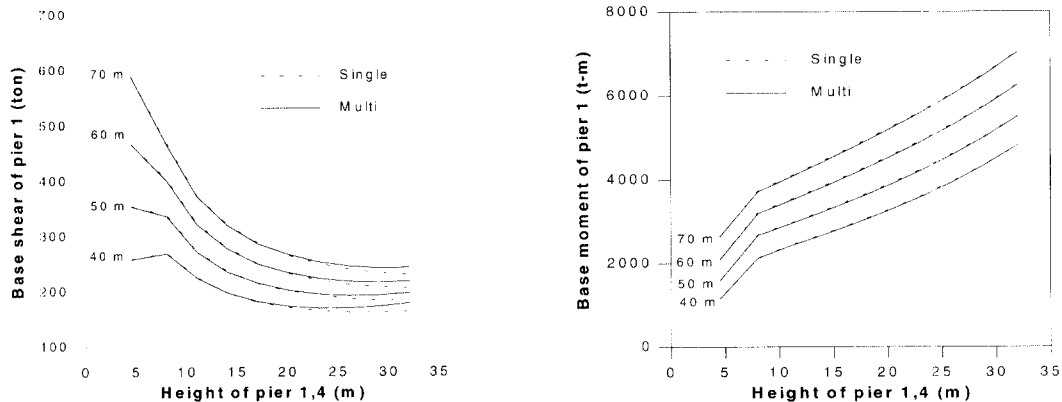 700
600
500
400
300
200
100
Base shear of pier 1 (ton)
70 m
60 m
50 m
40 m
Single
Multi
0 5 10 15 20 25 30 35
Height of pier 1,4 (m)
8000
6000
4000
2000
0
Base moment of pier 1 (t-m)
Single
Multi
70 m
60 m
50 m
40 m
0 5 10 15 20 25 30 35
Height of pier 1,4 (m)